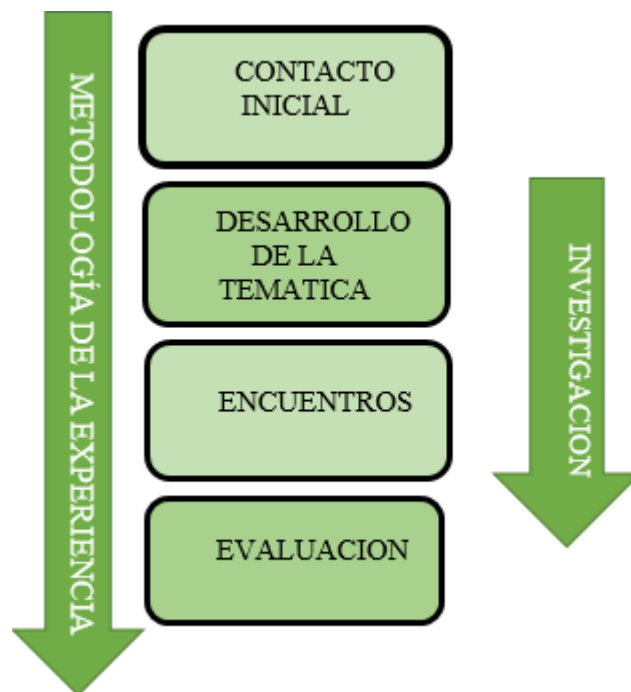 METODOLOGÍA DE LA EXPERIENCIA
CONTACTO
INICIAL
DESARROLLO
DE LA
TEMATICA
ENCUENTROS
EVALUACION
INVESTIGACION